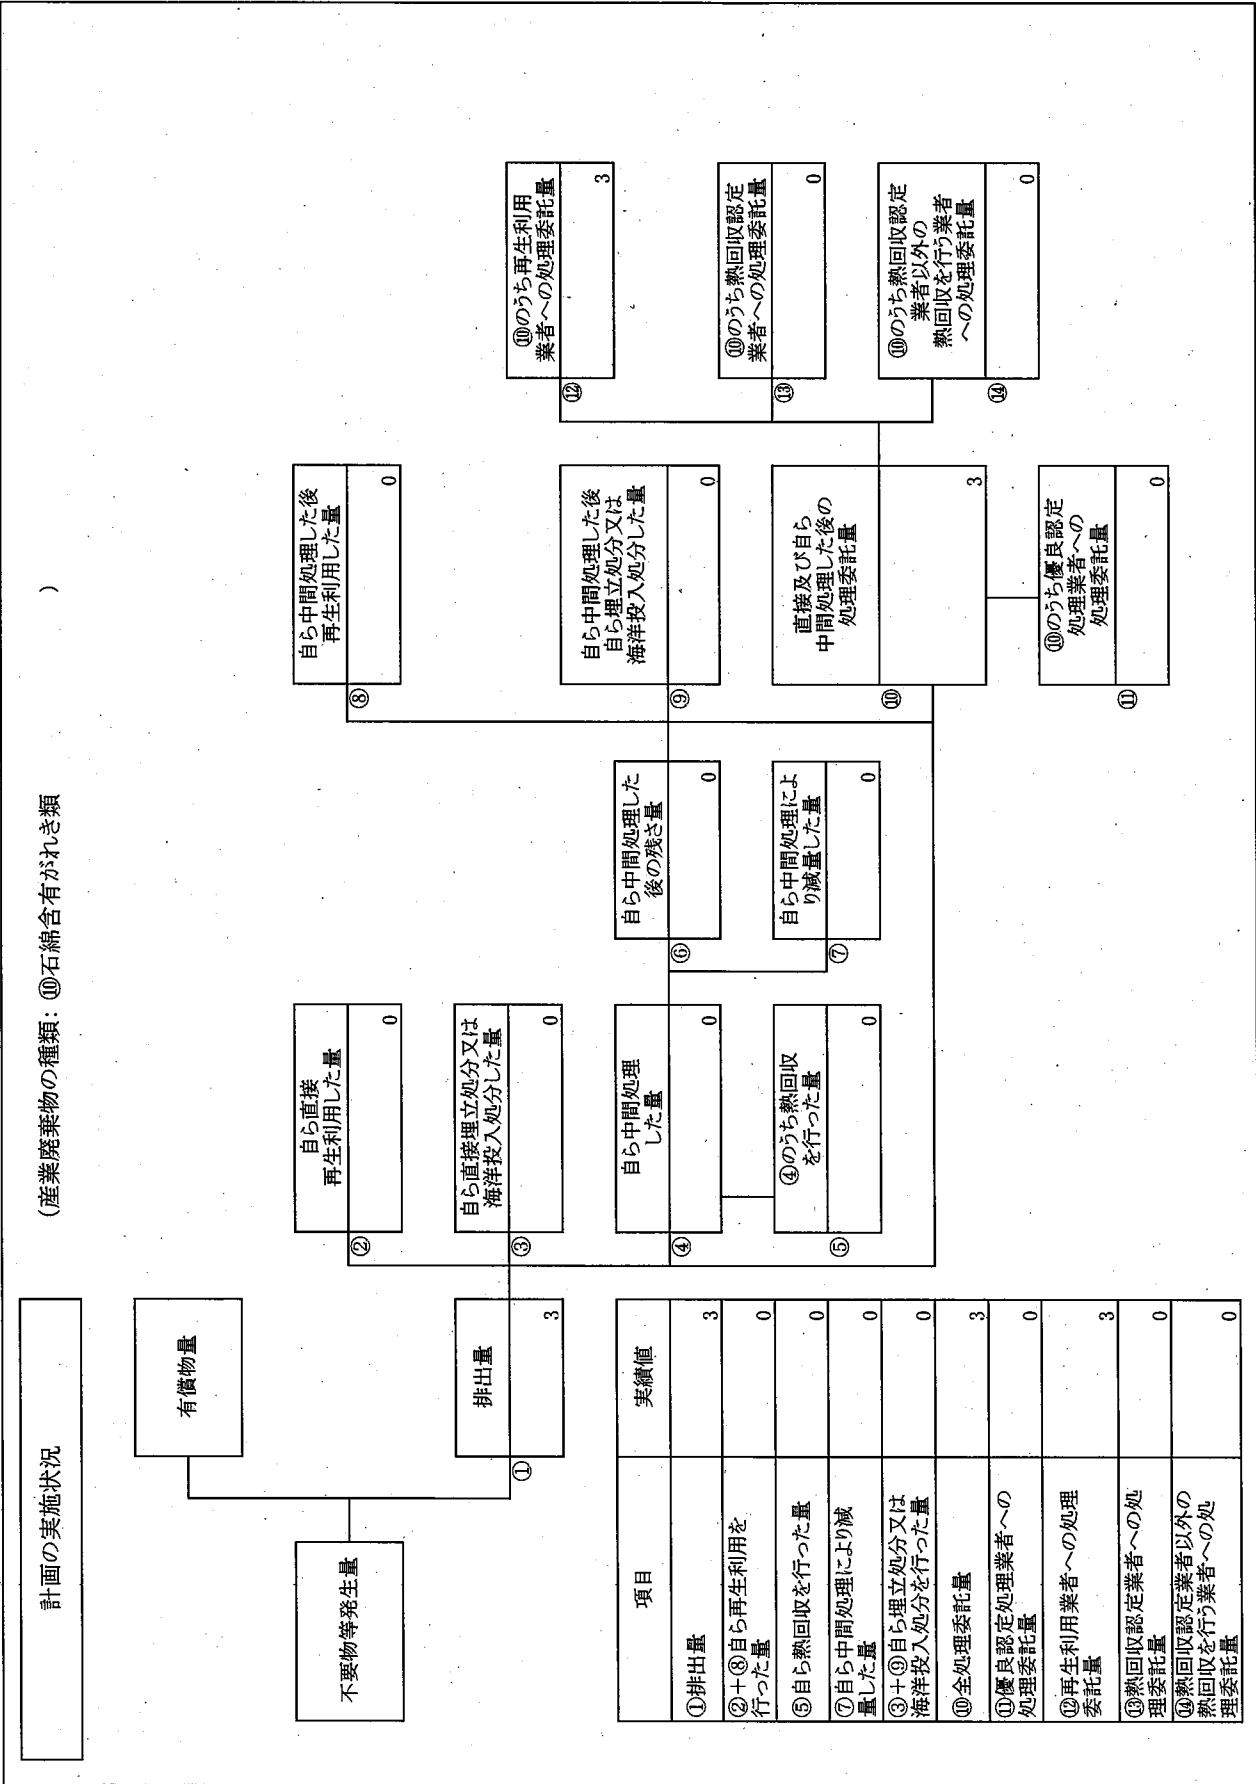 計画の実施状況
(産業廃棄物の種類: ⑩石綿含有がれき類 )
有償物量
不要物等発生量
①
排出量
3
②
自ら直接
再生利用した量
0
③
自ら直接埋立処分又は
海洋投入処分した量
0
④
自ら中間処理
した量
0
⑤
④のうち熱回収
を行った量
0
⑥
自ら中間処理した
後の残さ量
0
⑦
自ら中間処理によ
り減量した量
0
⑧
自ら中間処理した後
再生利用した量
0
⑨
自ら中間処理した後
自ら埋立処分又は
海洋投入処分した量
0
⑩
直接及び自ら
中間処理した後の
処理委託量
3
⑪
⑩のうち優良認定
処理業者への
処理委託量
0
⑫
⑩のうち再生利用
業者への処理委託量
3
⑬
⑩のうち熱回収認定
業者への処理委託量
0
⑭
⑩のうち熱回収認定
業者以外の
熱回収を行う業者
への処理委託量
0
項目 実績値
①排出量 3
②+⑧自ら再生利用を
行った量 0
⑤自ら熱回収を行った量 0
⑦自ら中間処理により減
量した量 0
③+⑨自ら埋立処分又は
海洋投入処分を行った量 0
⑩全処理委託量 3
⑪優良認定処理業者への
処理委託量 0
⑫再生利用業者への処理
委託量 3
⑬熱回収認定業者への処
理委託量 0
⑭熱回収認定業者以外の
熱回収を行う業者への処
理委託量 0